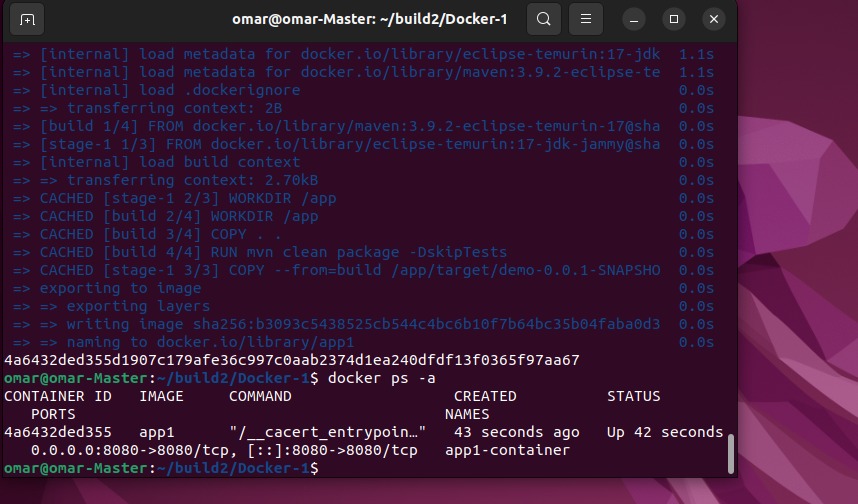 omar@omar-Master: ~/build2/Docker-1
=> [internal] load metadata for docker.io/library/eclipse-temurin:17-jdk 1.1s
=> [internal] load metadata for docker.io/library/maven:3.9.2-eclipse-te 1.1s
=> [internal] load .dockerignore 0.0s
=> => transferring context: 2B 0.0s
=> [build 1/4] FROM docker.io/library/maven:3.9.2-eclipse-temurin-17@sha 0.0s
=> [stage-1 1/3] FROM docker.io/library/eclipse-temurin:17-jdk-jammy@sha 0.0s
=> [internal] load build context 0.0s
=> => transferring context: 2.70kB 0.0s
=> CACHED [stage-1 2/3] WORKDIR /app 0.0s
=> CACHED [build 2/4] WORKDIR /app 0.0s
=> CACHED [build 3/4] COPY . . 0.0s
=> CACHED [build 4/4] RUN mvn clean package -DskipTests 0.0s
=> CACHED [stage-1 3/3] COPY --from=build /app/target/demo-0.0.1-SNAPSHO 0.0s
=> exporting to image 0.0s
=> => exporting layers 0.0s
=> => writing image sha256:b3093c5438525cb544c4bc6b10f7b64bc35b04faba0d3 0.0s
=> => naming to docker.io/library/app1 0.0s
4a6432ded355d1907c179afe36c997c0aab2374d1ea240dfdf13f0365f97aa67
omar@omar-Master:~/build2/Docker-1$ docker ps -a
CONTAINER ID IMAGE COMMAND CREATED STATUS
PORTS NAMES
4a6432ded355 app1 "/__cacert_entrypoin…" 43 seconds ago Up 42 seconds
0.0.0.0:8080->8080/tcp, [::]:8080->8080/tcp app1-container
omar@omar-Master:~/build2/Docker-1$